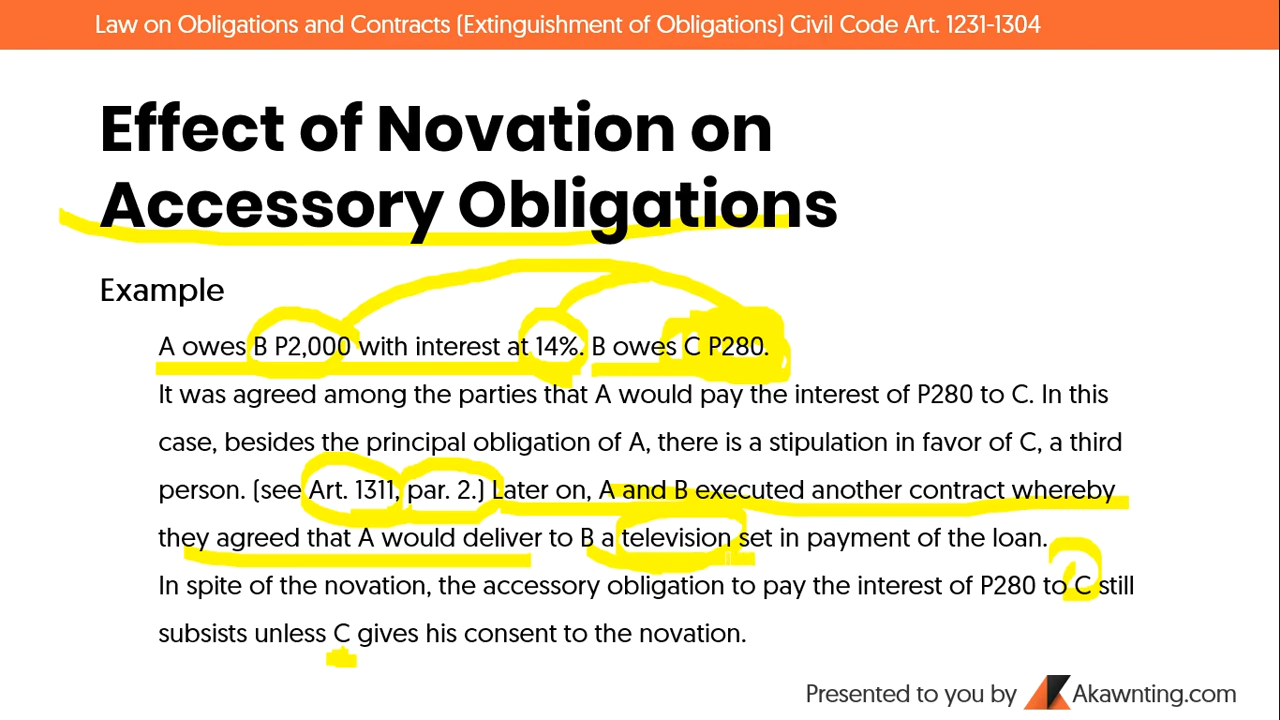 Law on Obligations and Contracts (Extinguishment of Obligations) Civil Code Art. 1231-1304
Effect of Novation on
Accessory Obligations
Example
A owes B P2,000 with interest at 14%. B owes C P280.
It was agreed among the parties that A would pay the interest of P280 to C. In this
case, besides the principal obligation of A, there is a stipulation in favor of C, a third
person. (see Art. 1311, par. 2.) Later on, A and B executed another contract whereby
they agreed that A would deliver to B a television set in payment of the loan.
In spite of the novation, the accessory obligation to pay the interest of P280 to C still
subsists unless C gives his consent to the novation.
Presented to you by Akawnting.com